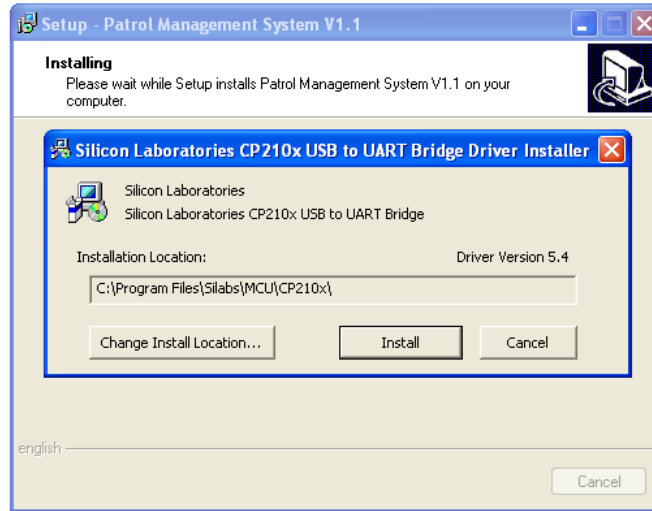 Setup - Patrol Management System V1.1
Installing
Please wait while Setup installs Patrol Management System V1.1 on your
computer.
Silicon Laboratories CP210x USB to UART Bridge Driver Installer
Silicon Laboratories
Silicon Laboratories CP210x USB to UART Bridge
Installation Location: Driver Version 5.4
C:\Program Files\Silabs\MCU\CP210x\
Change Install Location... Install Cancel
english
Cancel